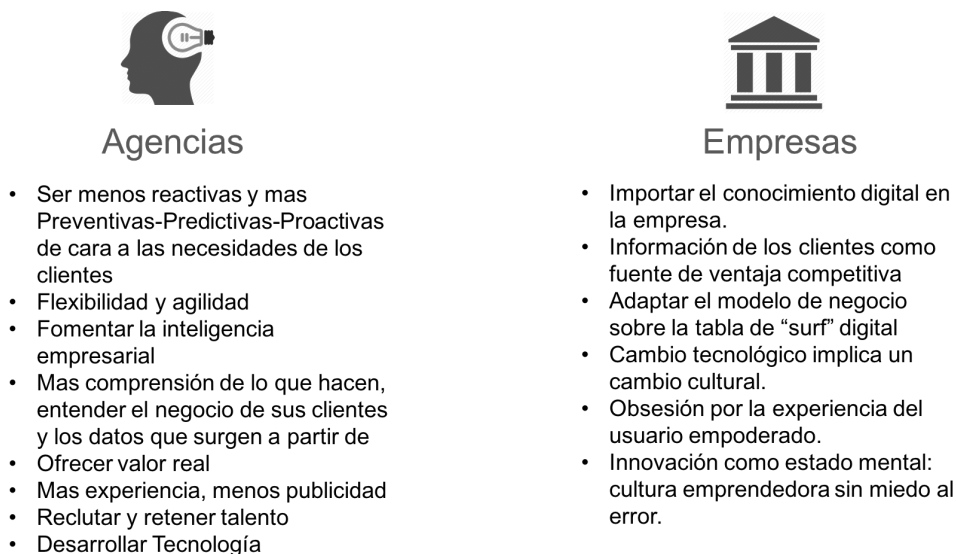 Agencias
• Ser menos reactivas y mas
Preventivas-Predictivas-Proactivas
de cara a las necesidades de los
clientes
• Flexibilidad y agilidad
• Fomentar la inteligencia
empresarial
• Mas comprensión de lo que hacen,
entender el negocio de sus clientes
y los datos que surgen a partir de
• Ofrecer valor real
• Mas experiencia, menos publicidad
• Reclutar y retener talento
• Desarrollar Tecnología
Empresas
• Importar el conocimiento digital en
la empresa.
• Información de los clientes como
fuente de ventaja competitiva
• Adaptar el modelo de negocio
sobre la tabla de “surf” digital
• Cambio tecnológico implica un
cambio cultural.
• Obsesión por la experiencia del
usuario empoderado.
• Innovación como estado mental:
cultura emprendedora sin miedo al
error.